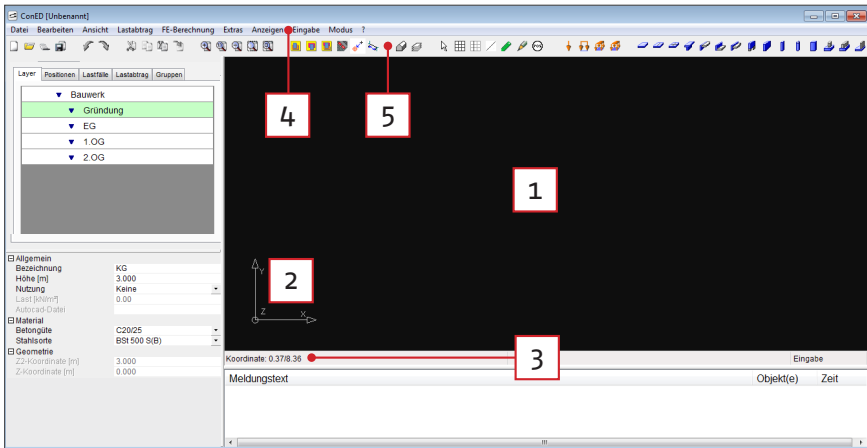 ConED [Unbenannt]
Datei Bearbeiten Ansicht Lastabtrag FE-Berechnung Extras Anzeigen Eingabe Modus ?
Layer Positionen Lastfälle Lastabtrag Gruppen
Bauwerk
Gründung
EG
1.OG
2.OG
4
5
1
2
Y
Z
X
3
Allgemein
Bezeichnung KG
Höhe [m] 3.000
Nutzung Keine
Last [kN/m²] 0.00
Autocad-Datei
Material
Betongüte C20/25
Stahlsorte BSt 500 S(B)
Geometrie
Z2-Koordinate [m] 3.000
Z-Koordinate [m] 0.000
Koordinate: 0.37/8.36 Eingabe
Meldungstext Objekt(e) Zeit